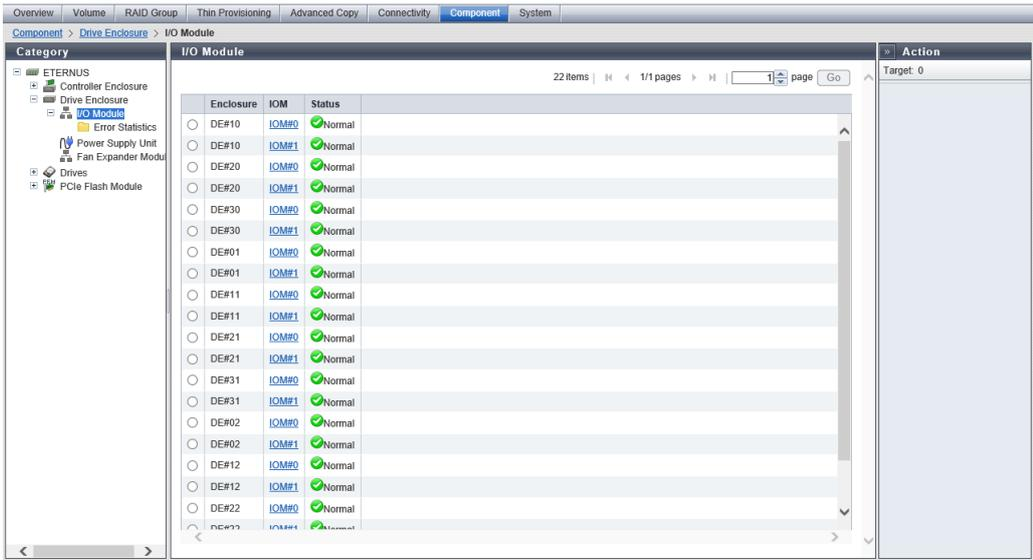 Overview Volume RAID Group Thin Provisioning Advanced Copy Connectivity Component System
Component > Drive Enclosure > I/O Module
Category
ETERNUS
Controller Enclosure
Drive Enclosure
I/O Module
Error Statistics
Power Supply Unit
Fan Expander Modul
Drives
PCIe Flash Module
I/O Module
22 items | 1/1 pages | 1 page Go
Enclosure IOM Status
DE#10 IOM#0 Normal
DE#10 IOM#1 Normal
DE#20 IOM#0 Normal
DE#20 IOM#1 Normal
DE#30 IOM#0 Normal
DE#30 IOM#1 Normal
DE#01 IOM#0 Normal
DE#01 IOM#1 Normal
DE#11 IOM#0 Normal
DE#11 IOM#1 Normal
DE#21 IOM#0 Normal
DE#21 IOM#1 Normal
DE#31 IOM#0 Normal
DE#31 IOM#1 Normal
DE#02 IOM#0 Normal
DE#02 IOM#1 Normal
DE#12 IOM#0 Normal
DE#12 IOM#1 Normal
DE#22 IOM#0 Normal
DE#22 IOM#1 Normal
» Action
Target: 0